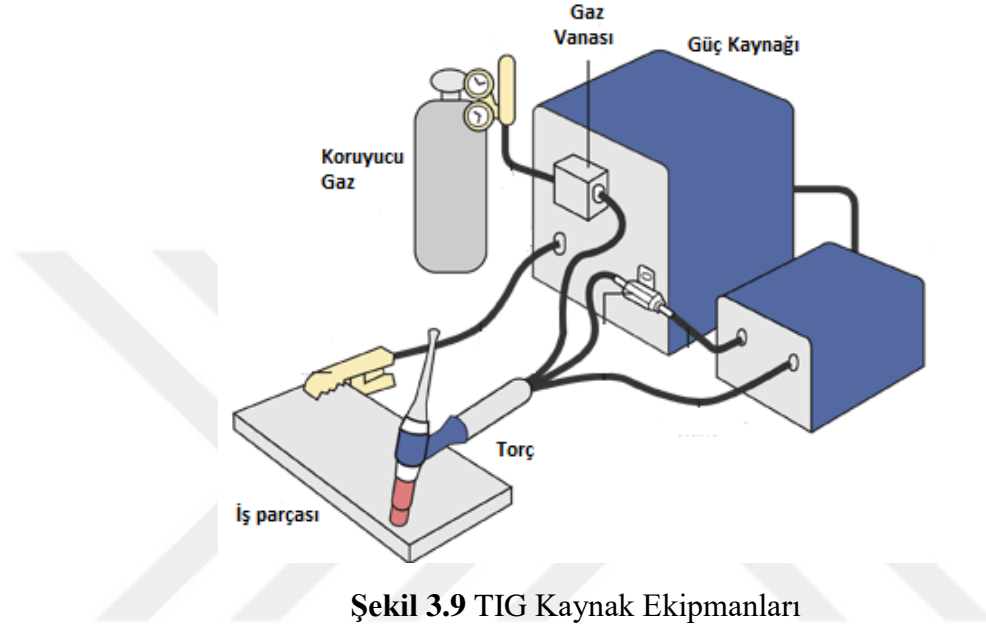 Gaz
Vanası
Güç Kaynağı
Koruyucu
Gaz
Torç
İş parçası
Şekil 3.9 TIG Kaynak Ekipmanları